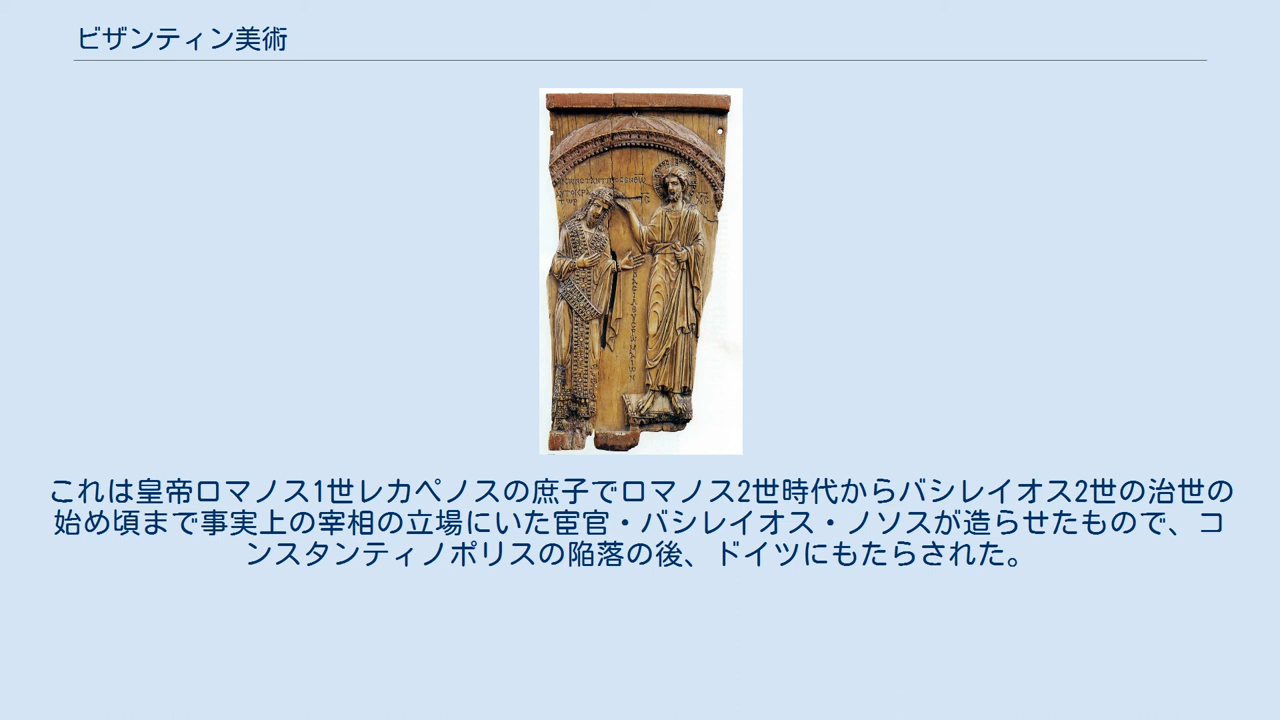 ビザンティン美術
これは皇帝ロマノス1世レカペノスの庶子でロマノス2世時代からバシレイオス2世の治世の
始め頃まで事実上の宰相の立場にいた宦官・バシレイオス・ノソスが造らせたもので、コ
ンスタンティノポリスの陥落の後、ドイツにもたらされた。